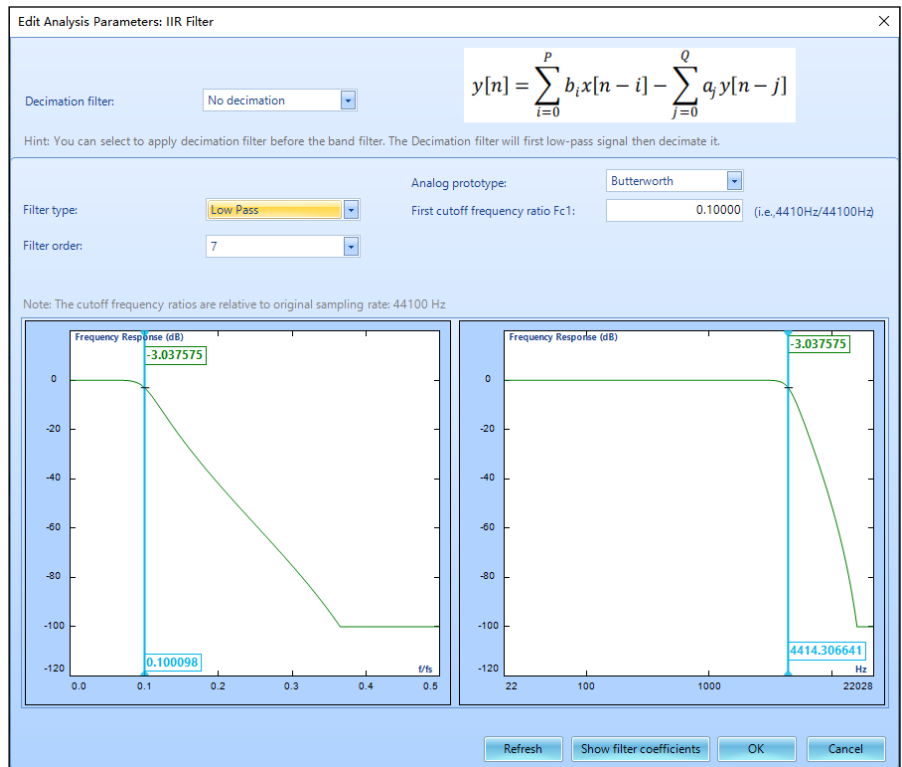 Edit Analysis Parameters: IIR Filter
Decimation filter:
No decimation
y[n] = \sum_{i=0}^{P} b_i x[n − i] − \sum_{j=0}^{Q} a_j y[n − j]
Hint: You can select to apply decimation filter before the band filter. The Decimation filter will first low-pass signal then decimate it.
Analog prototype:
Butterworth
Filter type:
Low Pass
First cutoff frequency ratio Fc1:
0.10000
(i.e.,4410Hz/44100Hz)
Filter order:
7
Note: The cutoff frequency ratios are relative to original sampling rate: 44100 Hz
Frequency Response (dB)
-3.037575
0
-20
-40
-60
-80
-100
-120
0.100098
f/fs
0.0 0.1 0.2 0.3 0.4 0.5
Frequency Response (dB)
-3.037575
0
-20
-40
-60
-80
-100
-120
4414.306641
Hz
22 100 1000 22028
Refresh
Show filter coefficients
OK
Cancel